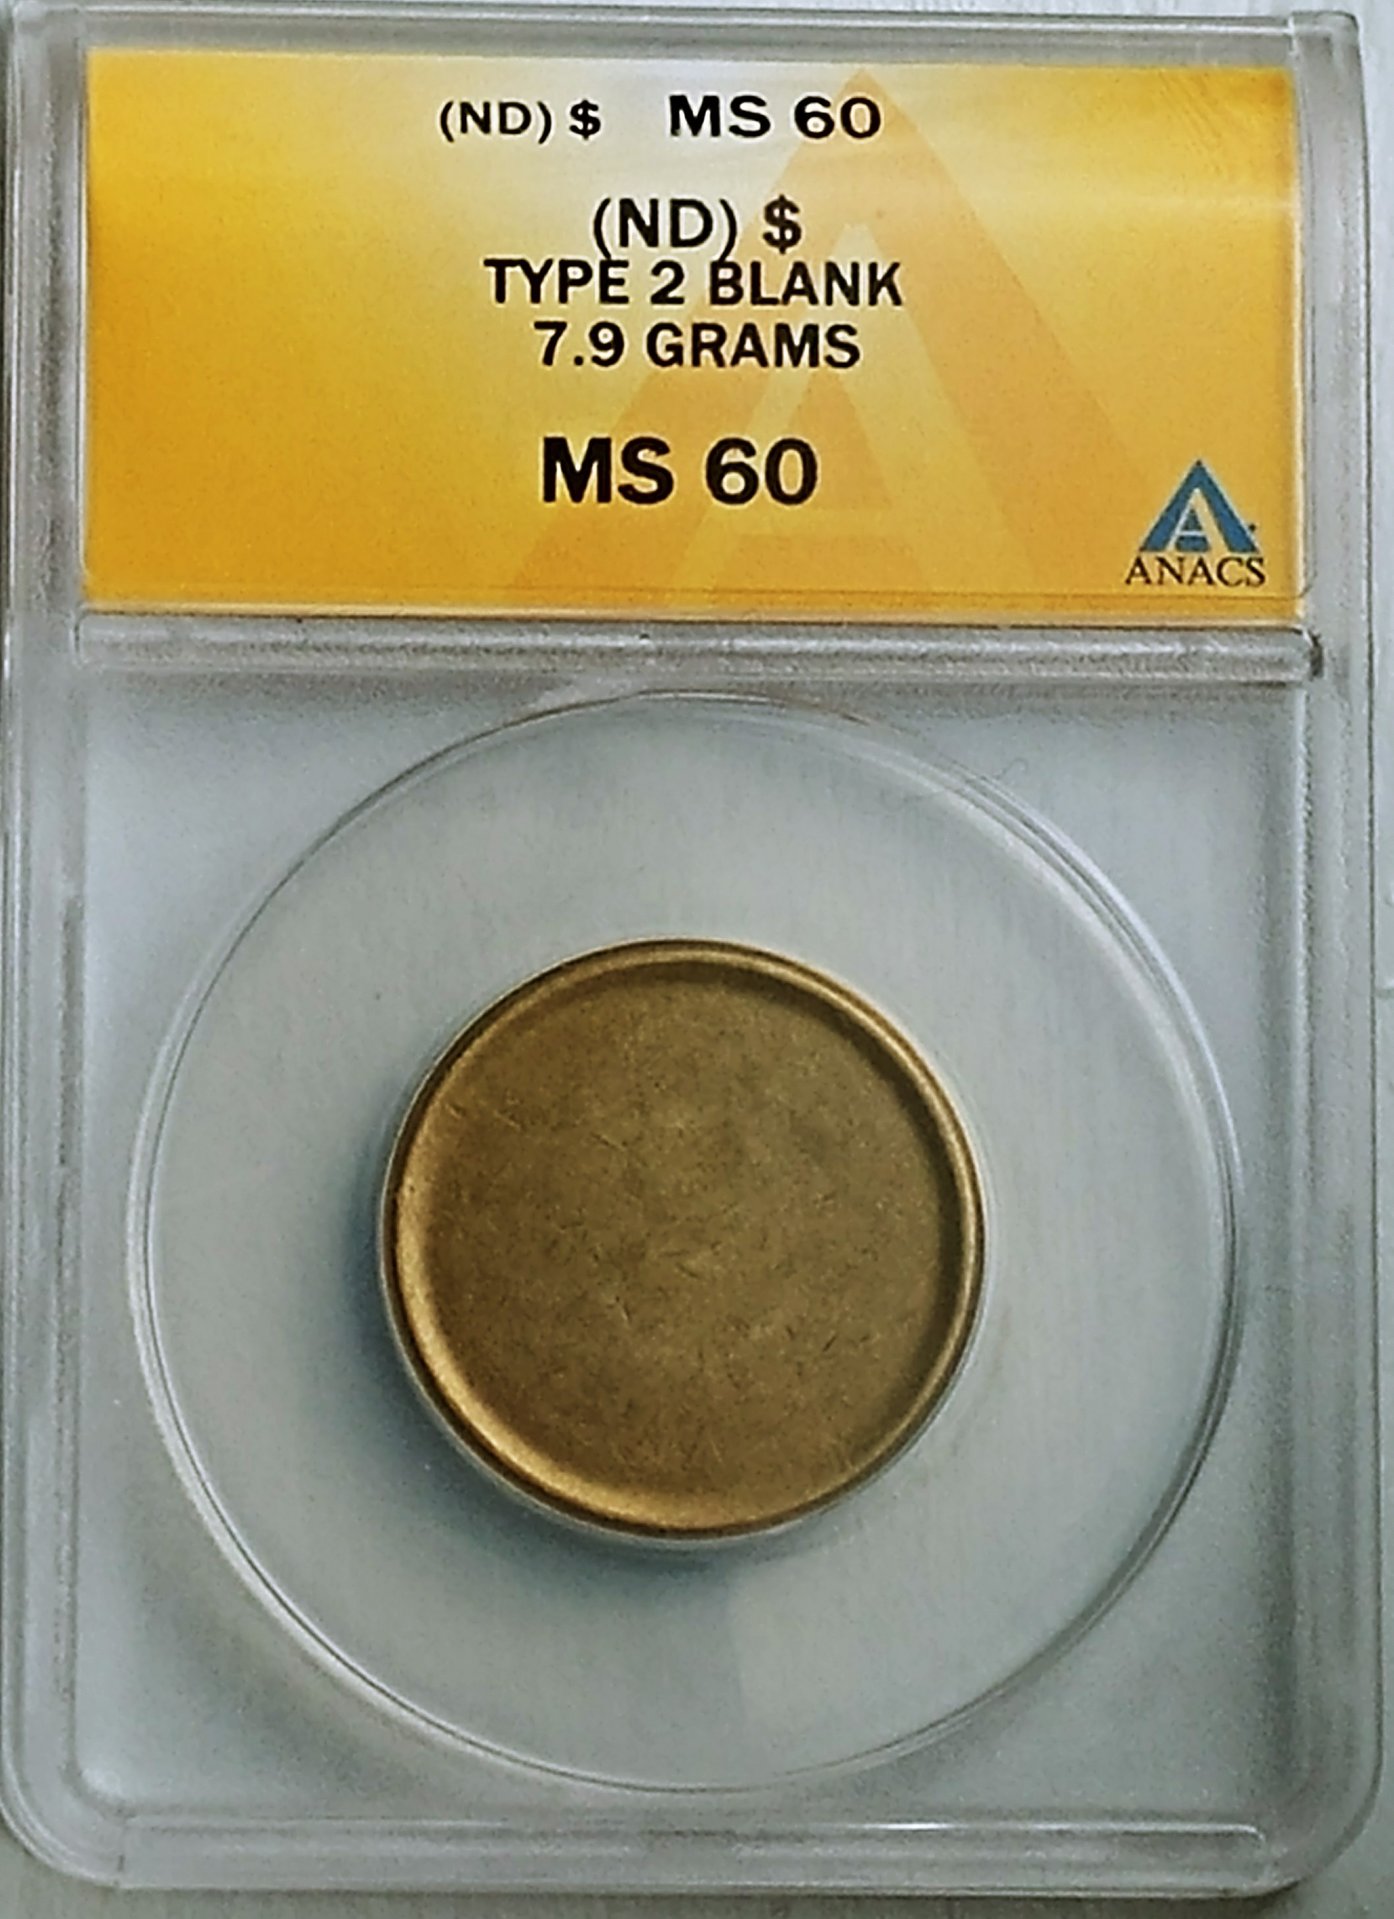 (ND) $ MS 60
(ND) $
TYPE 2 BLANK
7.9 GRAMS
MS 60
ANACS